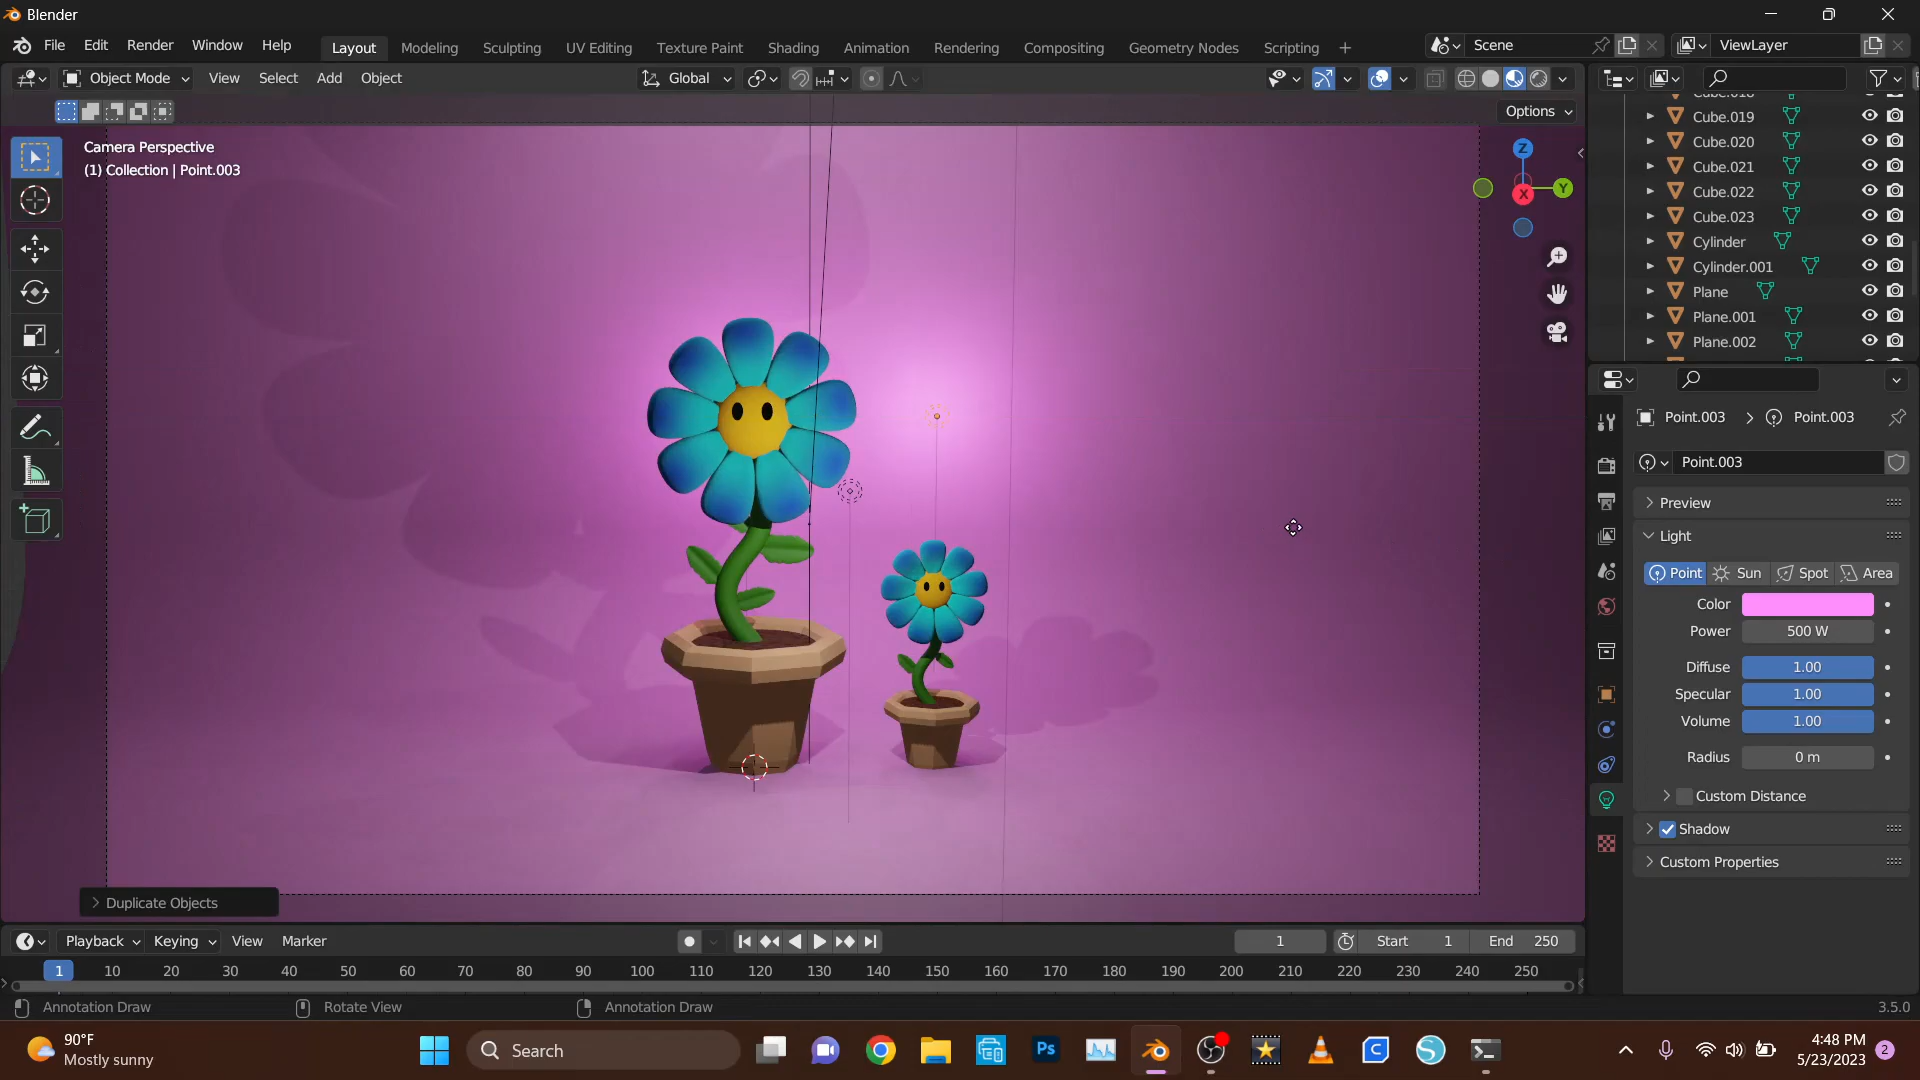 Blender
File Edit Render Window Help Layout Modeling Sculpting UV Editing Texture Paint Shading Animation Rendering Compositing Geometry Nodes Scripting + Scene ViewLayer
Object Mode View Select Add Object Global
Options
Camera Perspective
(1) Collection | Point.003
Z
Y
X
Cube.019
Cube.020
Cube.021
Cube.022
Cube.023
Cylinder
Cylinder.001
Plane
Plane.001
Plane.002
Point.003 > Point.003
Point.003
Preview
Light
Point Sun Spot Area
Color
Power 500 W
Diffuse 1.00
Specular 1.00
Volume 1.00
Radius 0 m
Custom Distance
Shadow
Custom Properties
> Duplicate Objects
Playback Keying View Marker 1 Start 1 End 250
1 10 20 30 40 50 60 70 80 90 100 110 120 130 140 150 160 170 180 190 200 210 220 230 240 250
Annotation Draw Rotate View Annotation Draw 3.5.0
90°F
Mostly sunny
Search
Ps
4:48 PM
5/23/2023
2